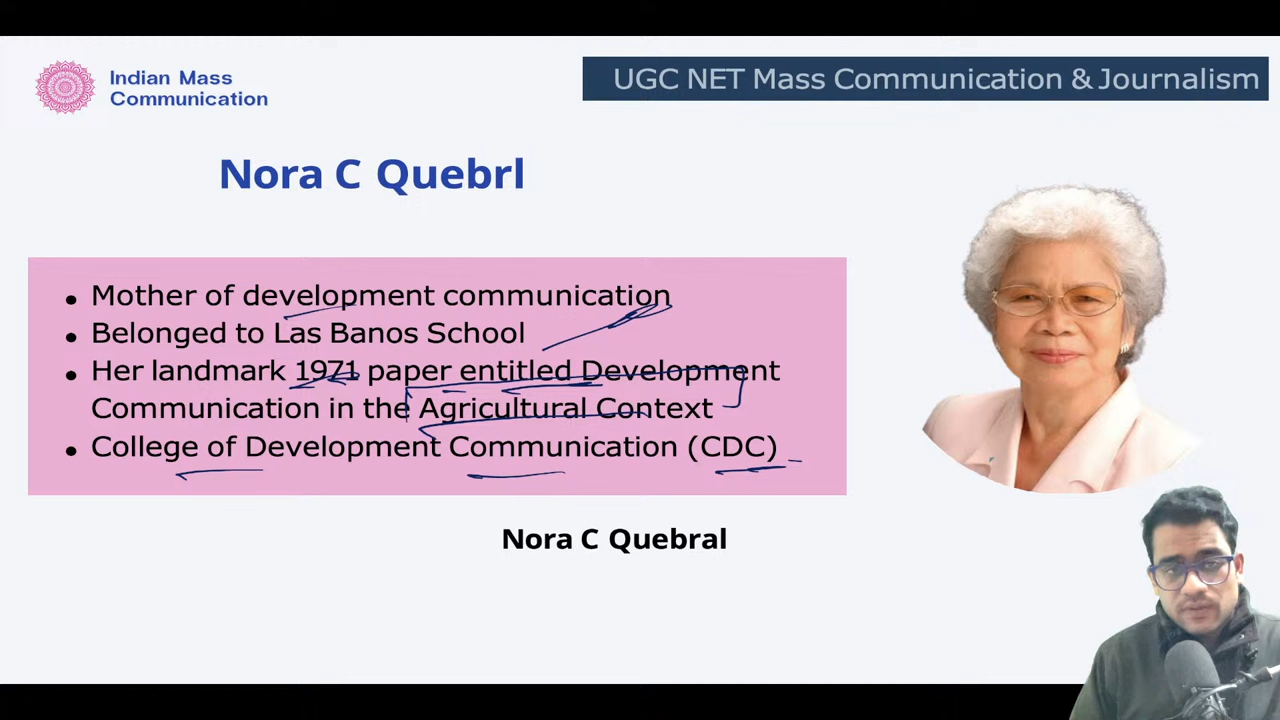 Indian Mass
Communication
UGC NET Mass Communication & Journalism
Nora C Quebrl
• Mother of development communication
• Belonged to Las Banos School
• Her landmark 1971 paper entitled Development
Communication in the Agricultural Context
• College of Development Communication (CDC)
Nora C Quebral